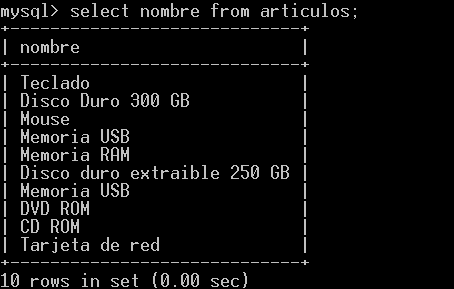 mysql> select nombre from articulos;
+-----------------------------+
| nombre                      |
+-----------------------------+
| Teclado                     |
| Disco Duro 300 GB           |
| Mouse                       |
| Memoria USB                 |
| Memoria RAM                 |
| Disco duro extraible 250 GB |
| Memoria USB                 |
| DVD ROM                     |
| CD ROM                      |
| Tarjeta de red              |
+-----------------------------+
10 rows in set (0.00 sec)